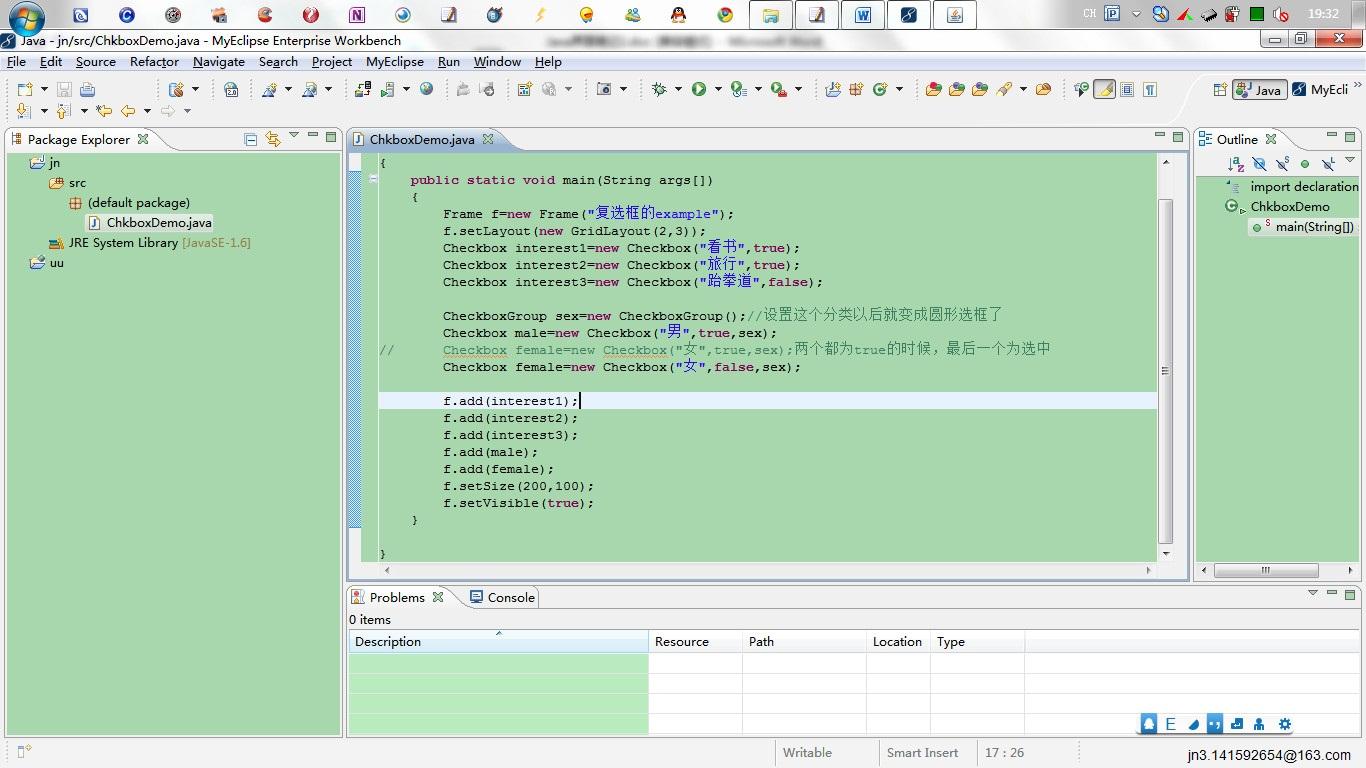 CH
19:32
Java - jn/src/ChkboxDemo.java - MyEclipse Enterprise Workbench
File Edit Source Refactor Navigate Search Project MyEclipse Run Window Help
Java MyEcli »
Package Explorer
jn
src
(default package)
ChkboxDemo.java
JRE System Library [JavaSE-1.6]
uu
ChkboxDemo.java
{
public static void main(String args[])
{
Frame f=new Frame("复选框的example");
f.setLayout(new GridLayout(2,3));
Checkbox interest1=new Checkbox("看书",true);
Checkbox interest2=new Checkbox("旅行",true);
Checkbox interest3=new Checkbox("跆拳道",false);
CheckboxGroup sex=new CheckboxGroup();//设置这个分类以后就变成圆形选框了
Checkbox male=new Checkbox("男",true,sex);
// Checkbox female=new Checkbox("女",true,sex);两个都为true的时候，最后一个为选中
Checkbox female=new Checkbox("女",false,sex);
f.add(interest1);
f.add(interest2);
f.add(interest3);
f.add(male);
f.add(female);
f.setSize(200,100);
f.setVisible(true);
}
}
Outline
import declaration
ChkboxDemo
main(String[])
Problems Console
0 items
Description Resource Path Location Type
Writable Smart Insert 17 : 26
jn3.141592654@163.com